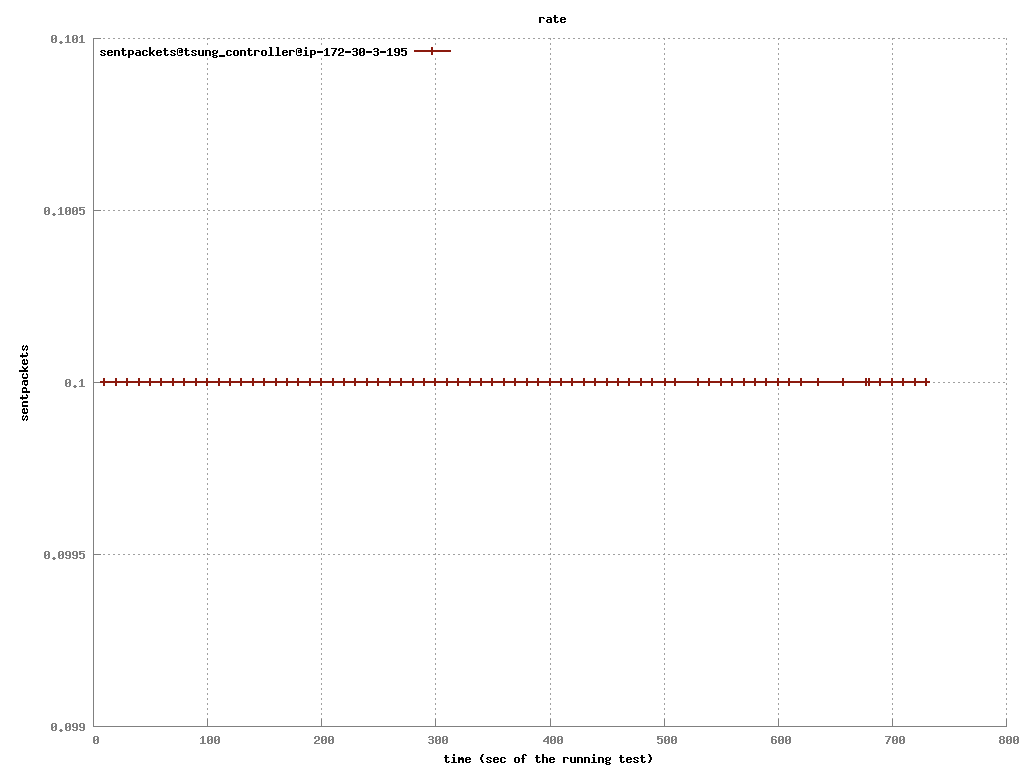 rate
0.101
sentpackets@tsung_controller@ip-172-30-3-195
0.1005
0.1
0.0995
0.099
sentpackets
0 100 200 300 400 500 600 700 800
time (sec of the running test)